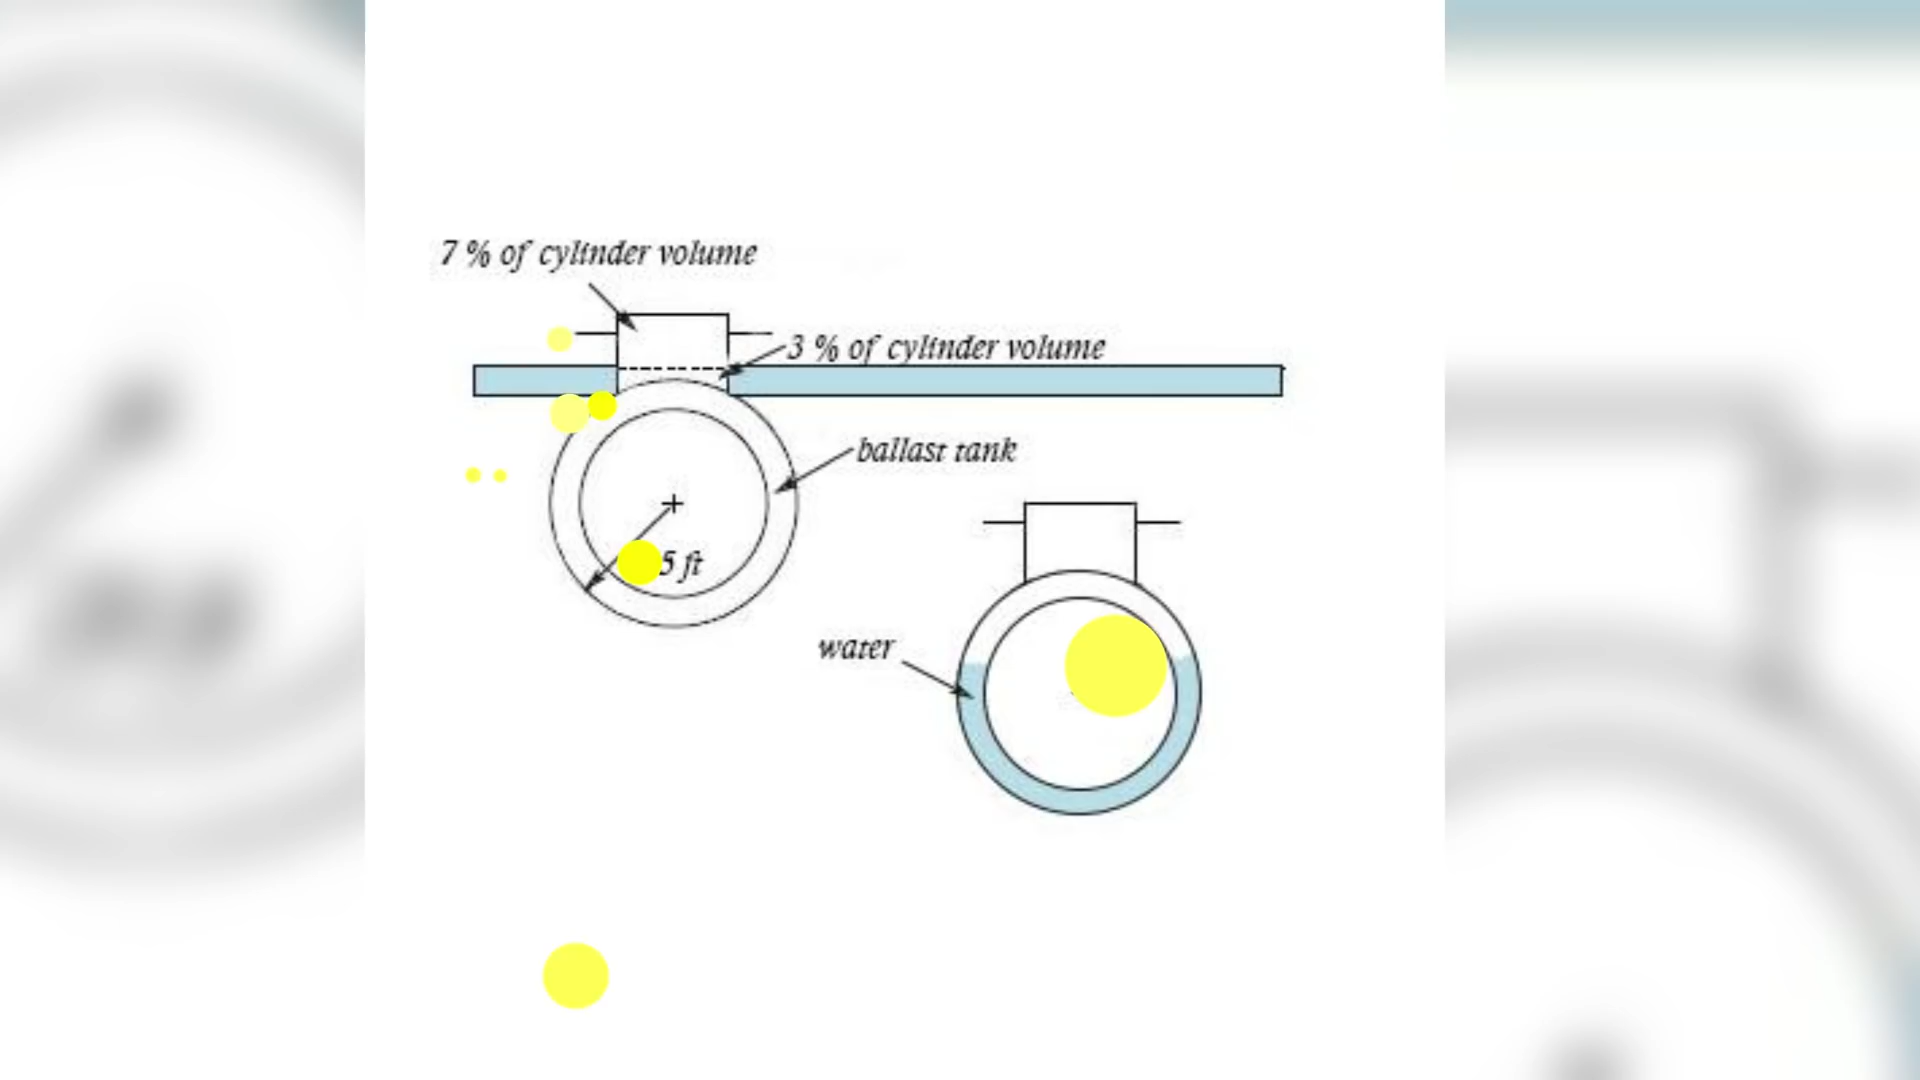 7 % of cylinder volume
3 % of cylinder volume
ballast tank
5 ft
water